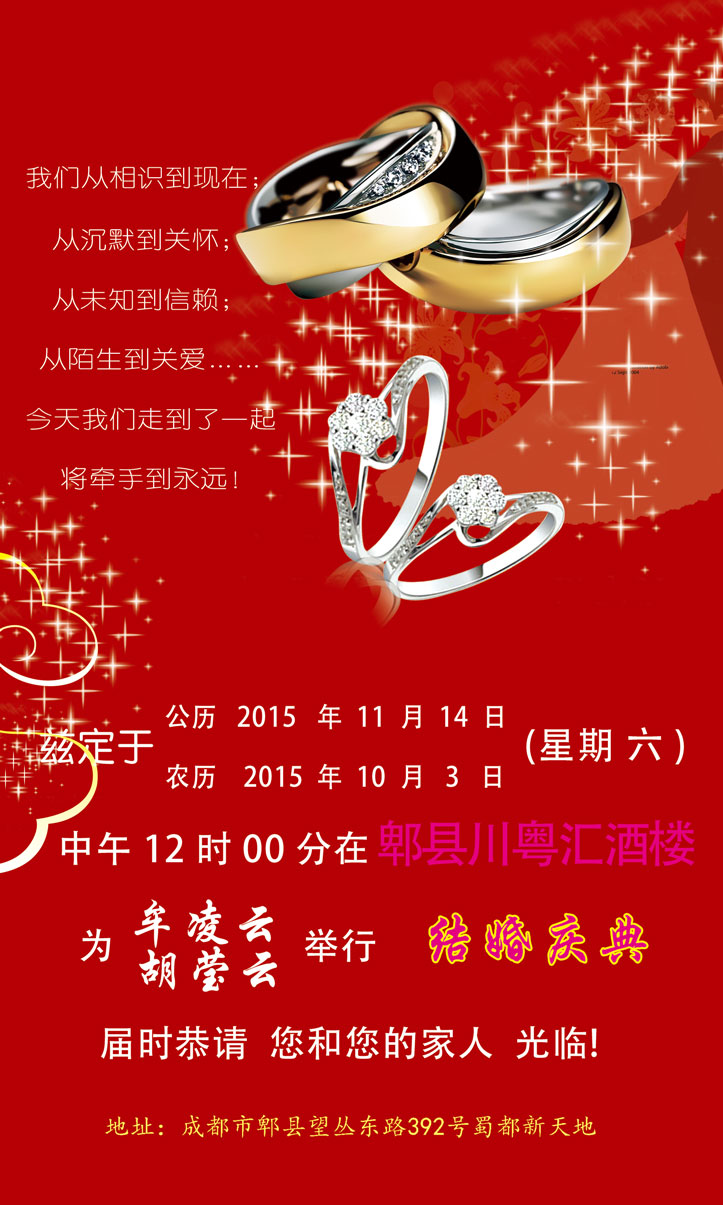 我们从相识到现在；
从沉默到关怀；
从未知到信赖；
从陌生到关爱……
今天我们走到了一起
将牵手到永远！
兹定于
公历 2015 年 11 月 14 日
农历 2015 年 10 月 3 日
(星期 六)
中午 12 时 00 分在 郫县川粤汇酒楼
为 牟凌云
胡莹云 举行 结婚庆典
届时恭请 您和您的家人 光临!
地址：成都市郫县望丛东路392号蜀都新天地